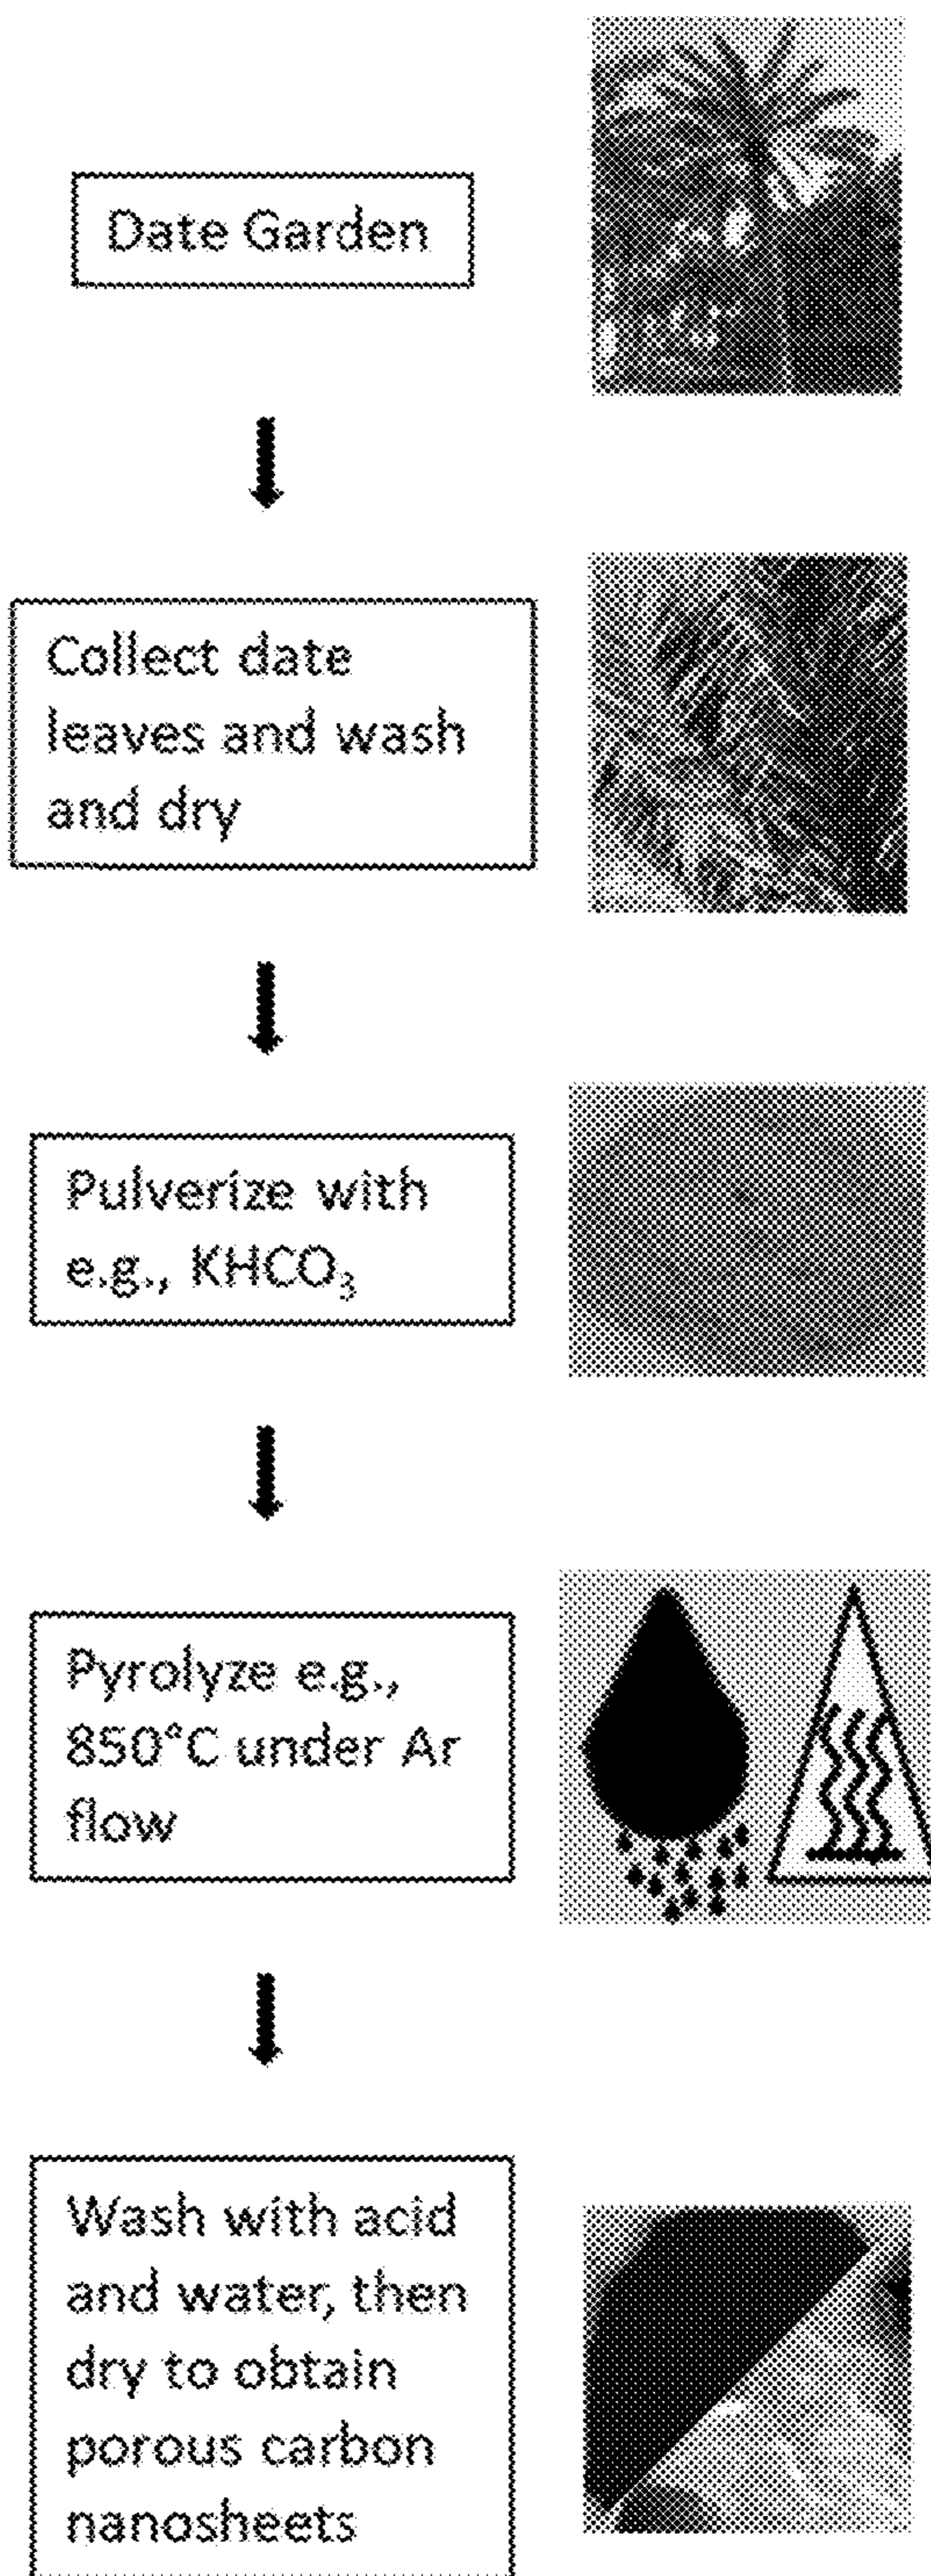 Date Garden
Collect date
leaves and wash
and dry
Pulverize with
e.g., KHCO₃
Pyrolyze e.g.,
850°C under Ar
flow
Wash with acid
and water, then
dry to obtain
porous carbon
nanosheets